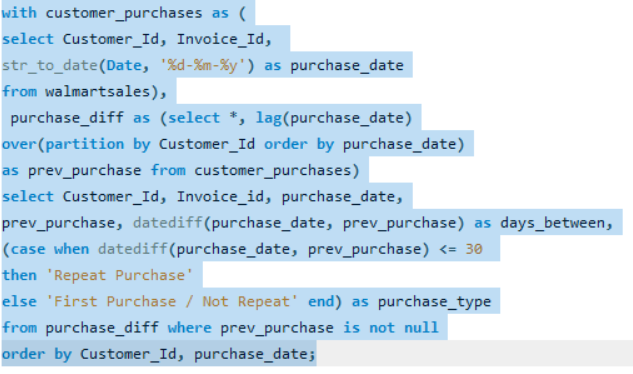 with customer_purchases as (
select Customer_Id, Invoice_Id,
str_to_date(Date, '%d-%m-%y') as purchase_date
from walmartsales),
purchase_diff as (select *, lag(purchase_date)
over(partition by Customer_Id order by purchase_date)
as prev_purchase from customer_purchases)
select Customer_Id, Invoice_id, purchase_date,
prev_purchase, datediff(purchase_date, prev_purchase) as days_between,
(case when datediff(purchase_date, prev_purchase) <= 30
then 'Repeat Purchase'
else 'First Purchase / Not Repeat' end) as purchase_type
from purchase_diff where prev_purchase is not null
order by Customer_Id, purchase_date;